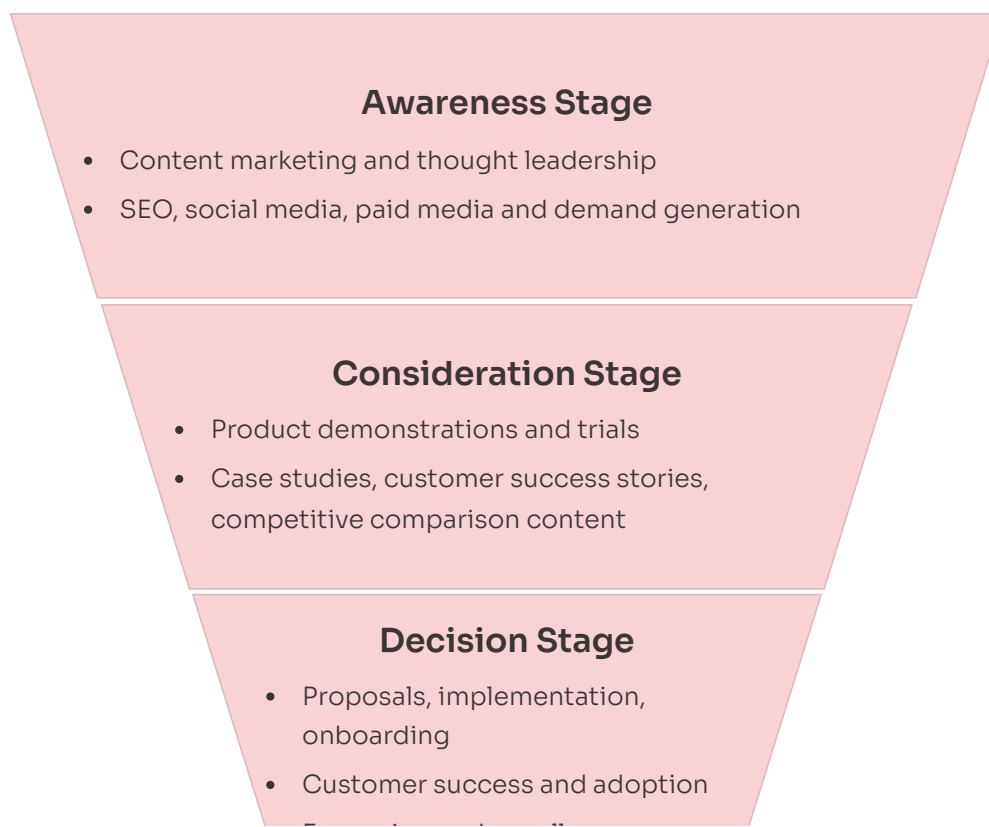 Awareness Stage
• Content marketing and thought leadership
• SEO, social media, paid media and demand generation
Consideration Stage
• Product demonstrations and trials
• Case studies, customer success stories,
competitive comparison content
Decision Stage
• Proposals, implementation,
onboarding
• Customer success and adoption